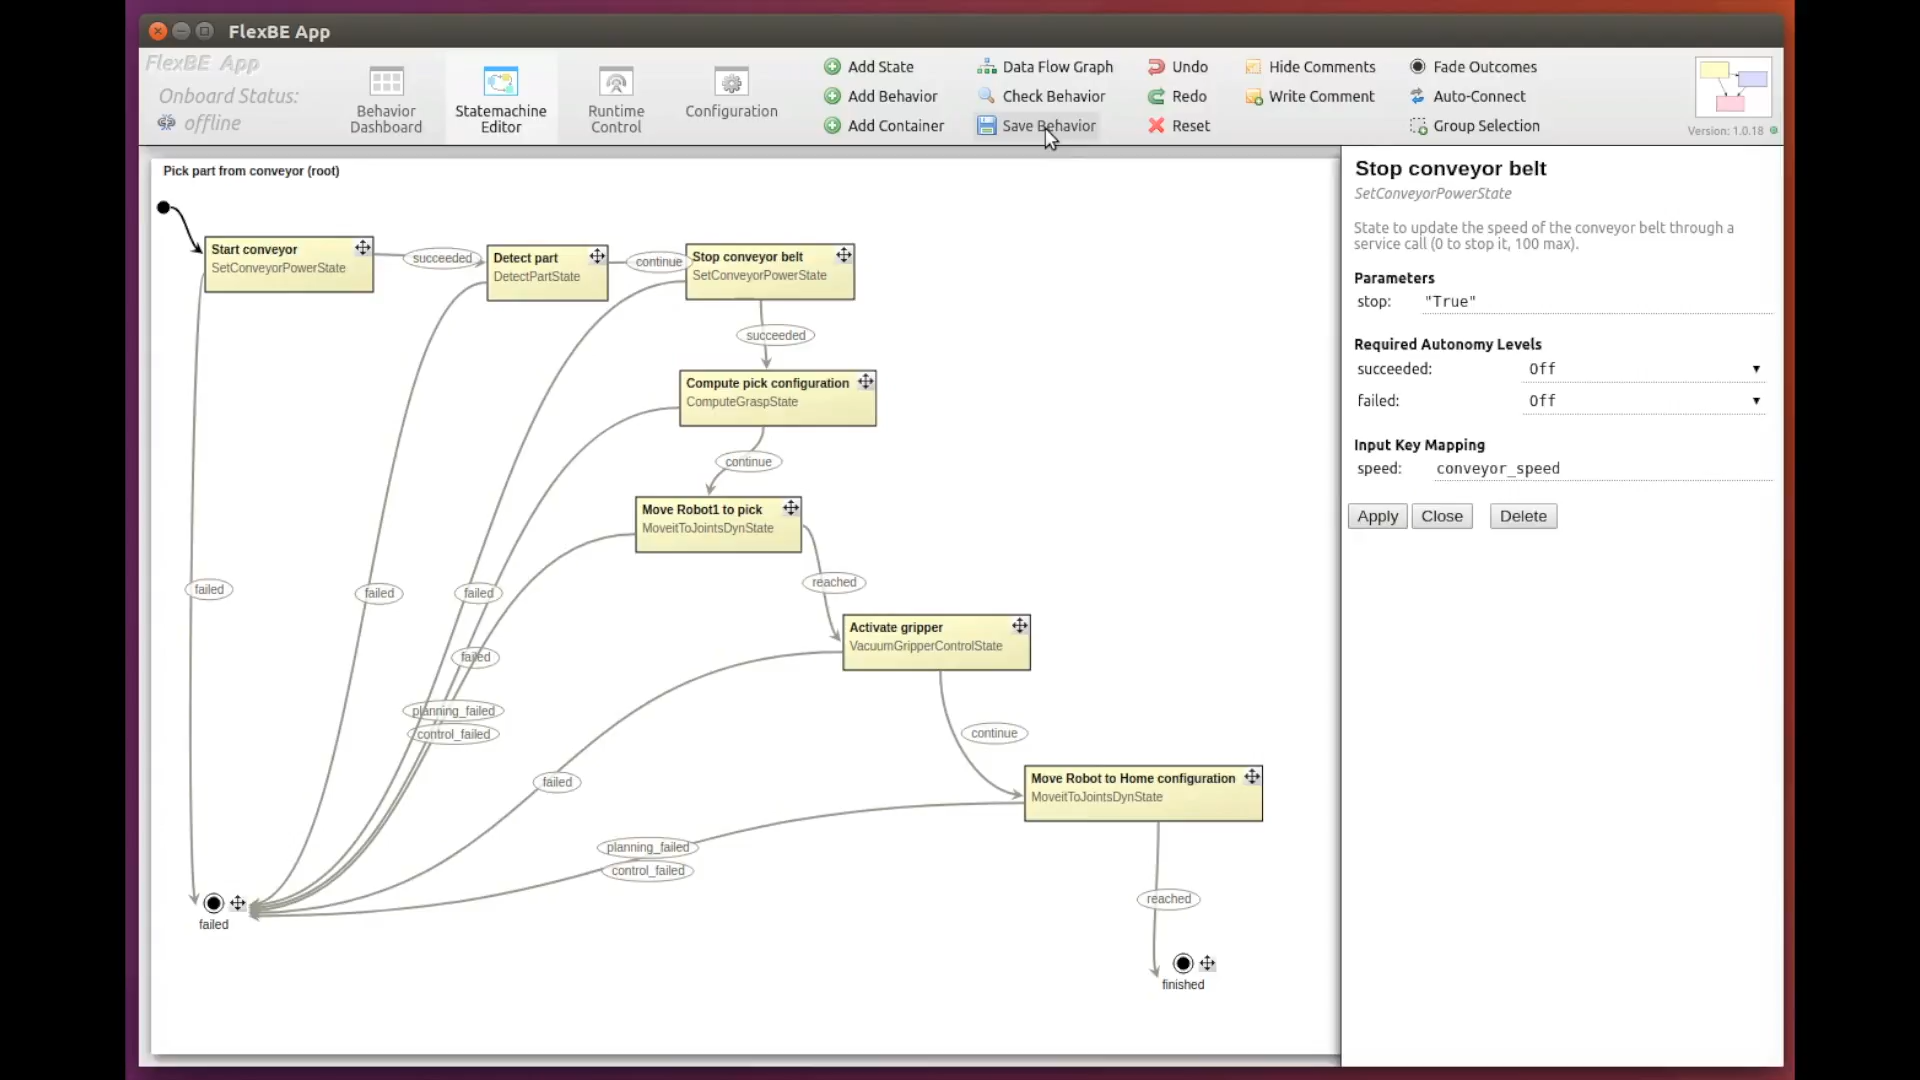 FlexBE App
FlexBE App
Onboard Status:
offline
Behavior
Dashboard
Statemachine
Editor
Runtime
Control
Configuration
Add State
Add Behavior
Add Container
Data Flow Graph
Check Behavior
Save Behavior
Undo
Redo
Reset
Hide Comments
Write Comment
Fade Outcomes
Auto-Connect
Group Selection
Version: 1.0.18
Pick part from conveyor (root)
Start conveyor
SetConveyorPowerState
succeeded
Detect part
DetectPartState
continue
Stop conveyor belt
SetConveyorPowerState
succeeded
Compute pick configuration
ComputeGraspState
continue
Move Robot1 to pick
MoveitToJointsDynState
reached
failed
failed
failed
failed
Activate gripper
VacuumGripperControlState
planning_failed
control_failed
continue
failed
Move Robot to Home configuration
MoveitToJointsDynState
planning_failed
control_failed
reached
failed
finished
Stop conveyor belt
SetConveyorPowerState
State to update the speed of the conveyor belt through a
service call (0 to stop it, 100 max).
Parameters
stop: "True"
Required Autonomy Levels
succeeded: Off
failed: Off
Input Key Mapping
speed: conveyor_speed
Apply Close Delete